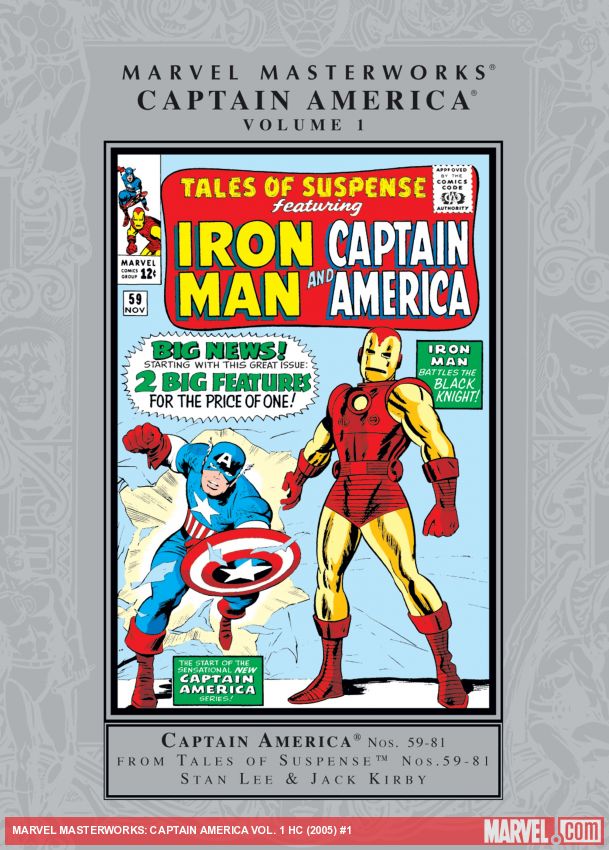 MARVEL MASTERWORKS®
CAPTAIN AMERICA®
VOLUME 1
APPROVED
BY THE
COMICS
CODE
CA
AUTHORITY
TALES OF SUSPENSE
featuring
IRON MAN
AND
CAPTAIN AMERICA
MARVEL
COMICS
GROUP 12¢
59
NOV
BIG NEWS!
STARTING WITH THIS GREAT ISSUE:
2 BIG FEATURES
FOR THE PRICE OF ONE!
IRON
MAN
BATTLES THE
BLACK
KNIGHT!
A
THE START OF THE
SENSATIONAL NEW
CAPTAIN
AMERICA
SERIES!
CAPTAIN AMERICA® Nos. 59-81
FROM TALES OF SUSPENSE™ Nos.59-81
STAN LEE & JACK KIRBY
MARVEL MASTERWORKS: CAPTAIN AMERICA VOL. 1 HC (2005) #1
MARVEL.COM